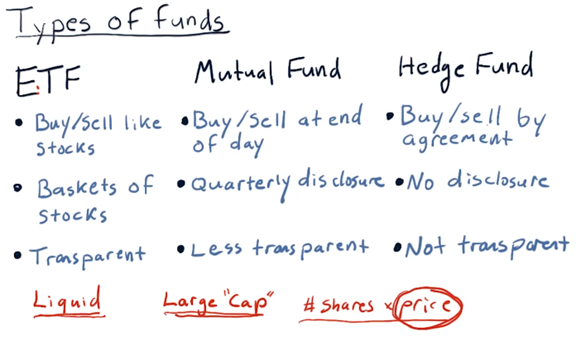 Types of funds
ETF
• Buy/sell like
stocks
• Baskets of
stocks
• Transparent
Mutual Fund
• Buy/sell at end
of day
• Quarterly disclosure
• Less transparent
Hedge Fund
• Buy/sell by
agreement
• No disclosure
• Not transparent
Liquid
Large "Cap"
# shares × price